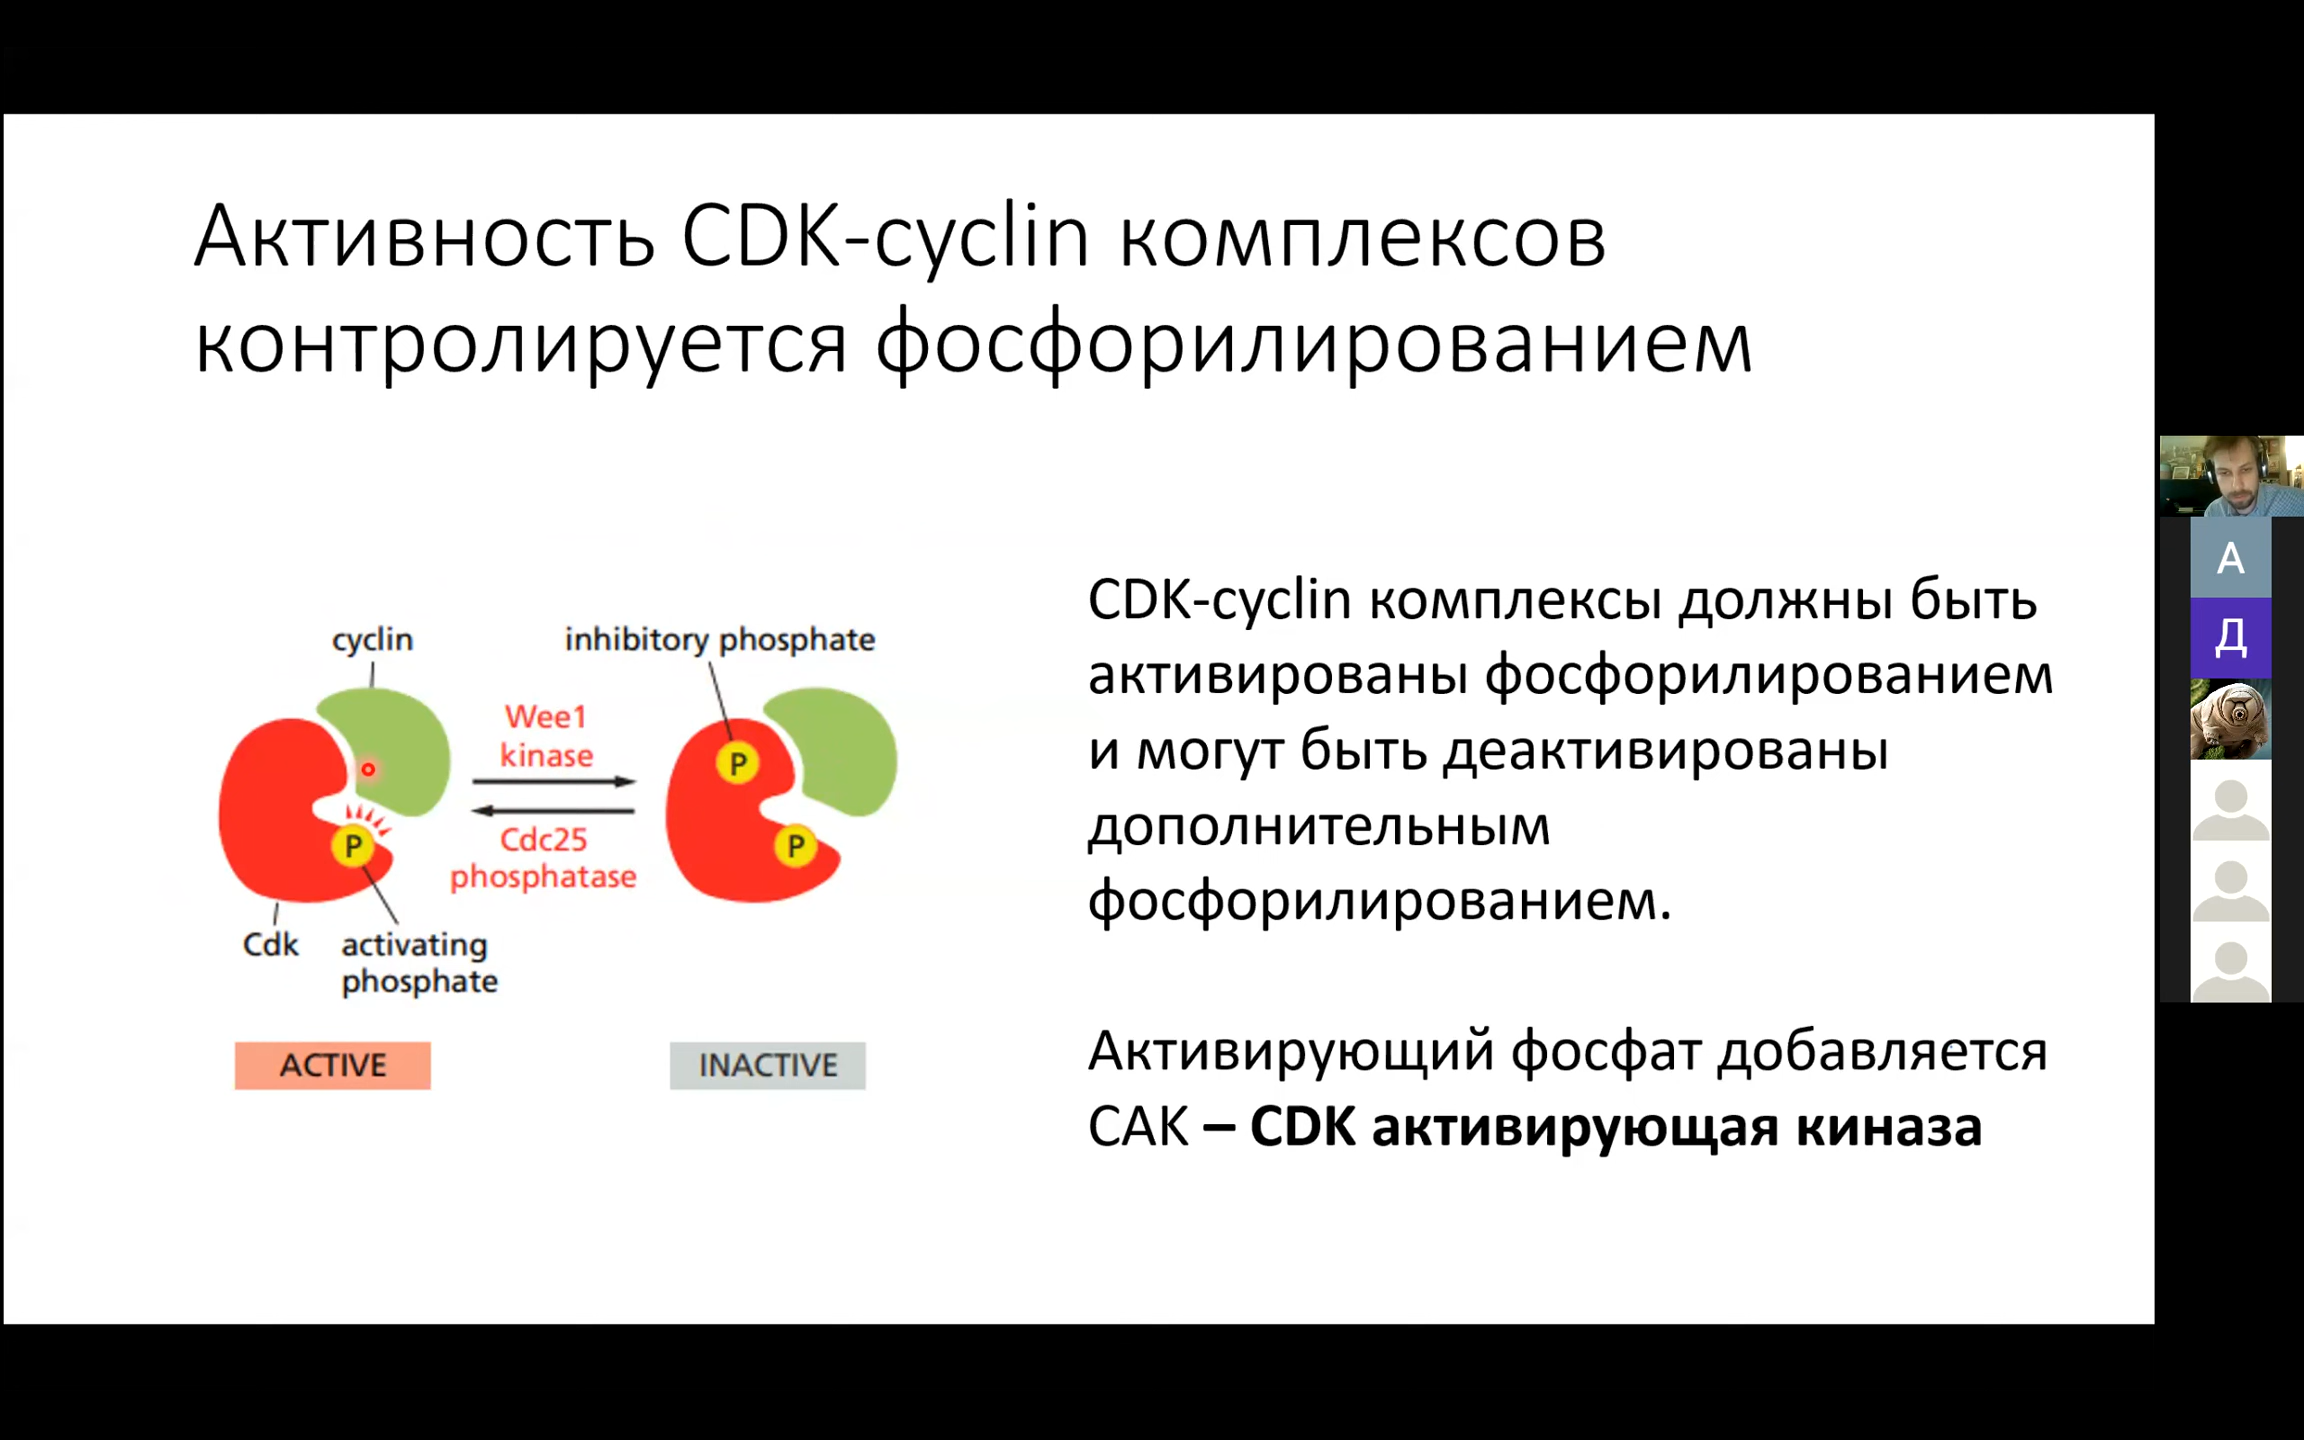 Активность CDK-cyclin комплексов
контролируется фосфорилированием
cyclin
inhibitory phosphate
Wee1
kinase
P
Cdc25
phosphatase
P
P
Cdk
activating
phosphate
ACTIVE
INACTIVE
CDK-cyclin комплексы должны быть
активированы фосфорилированием
и могут быть деактивированы
дополнительным
фосфорилированием.
Активирующий фосфат добавляется
CAK – CDK активирующая киназа
А
Д